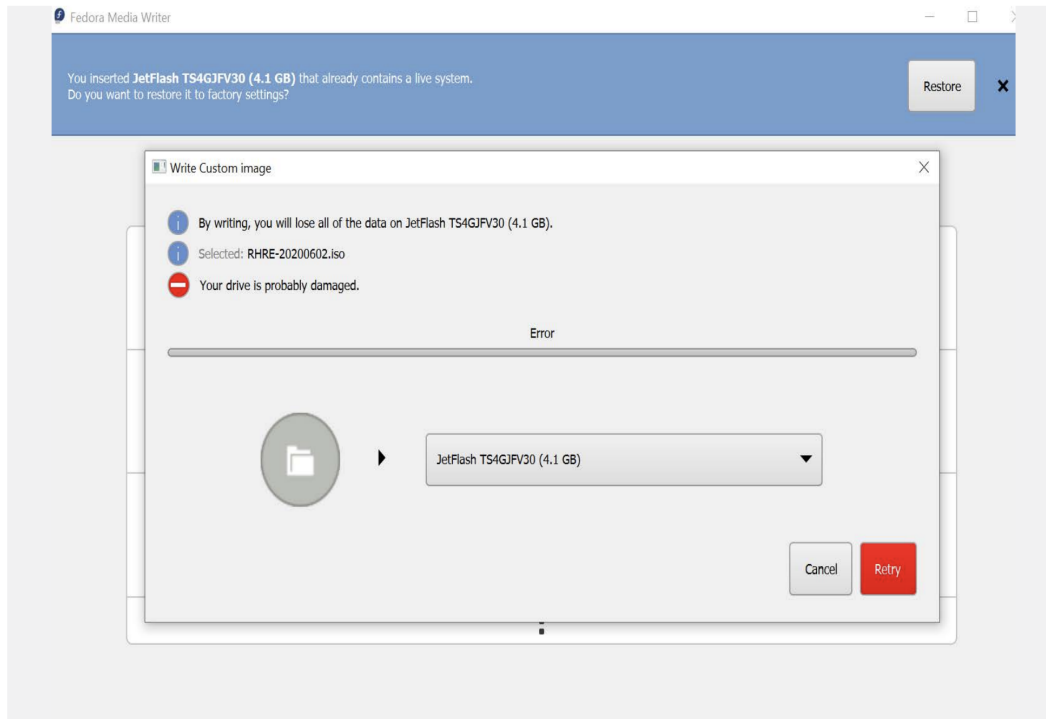 Fedora Media Writer
You inserted JetFlash TS4GJFV30 (4.1 GB) that already contains a live system.
Do you want to restore it to factory settings?
Restore
Write Custom image
By writing, you will lose all of the data on JetFlash TS4GJFV30 (4.1 GB).
Selected: RHRE-20200602.iso
Your drive is probably damaged.
Error
JetFlash TS4GJFV30 (4.1 GB)
Cancel
Retry